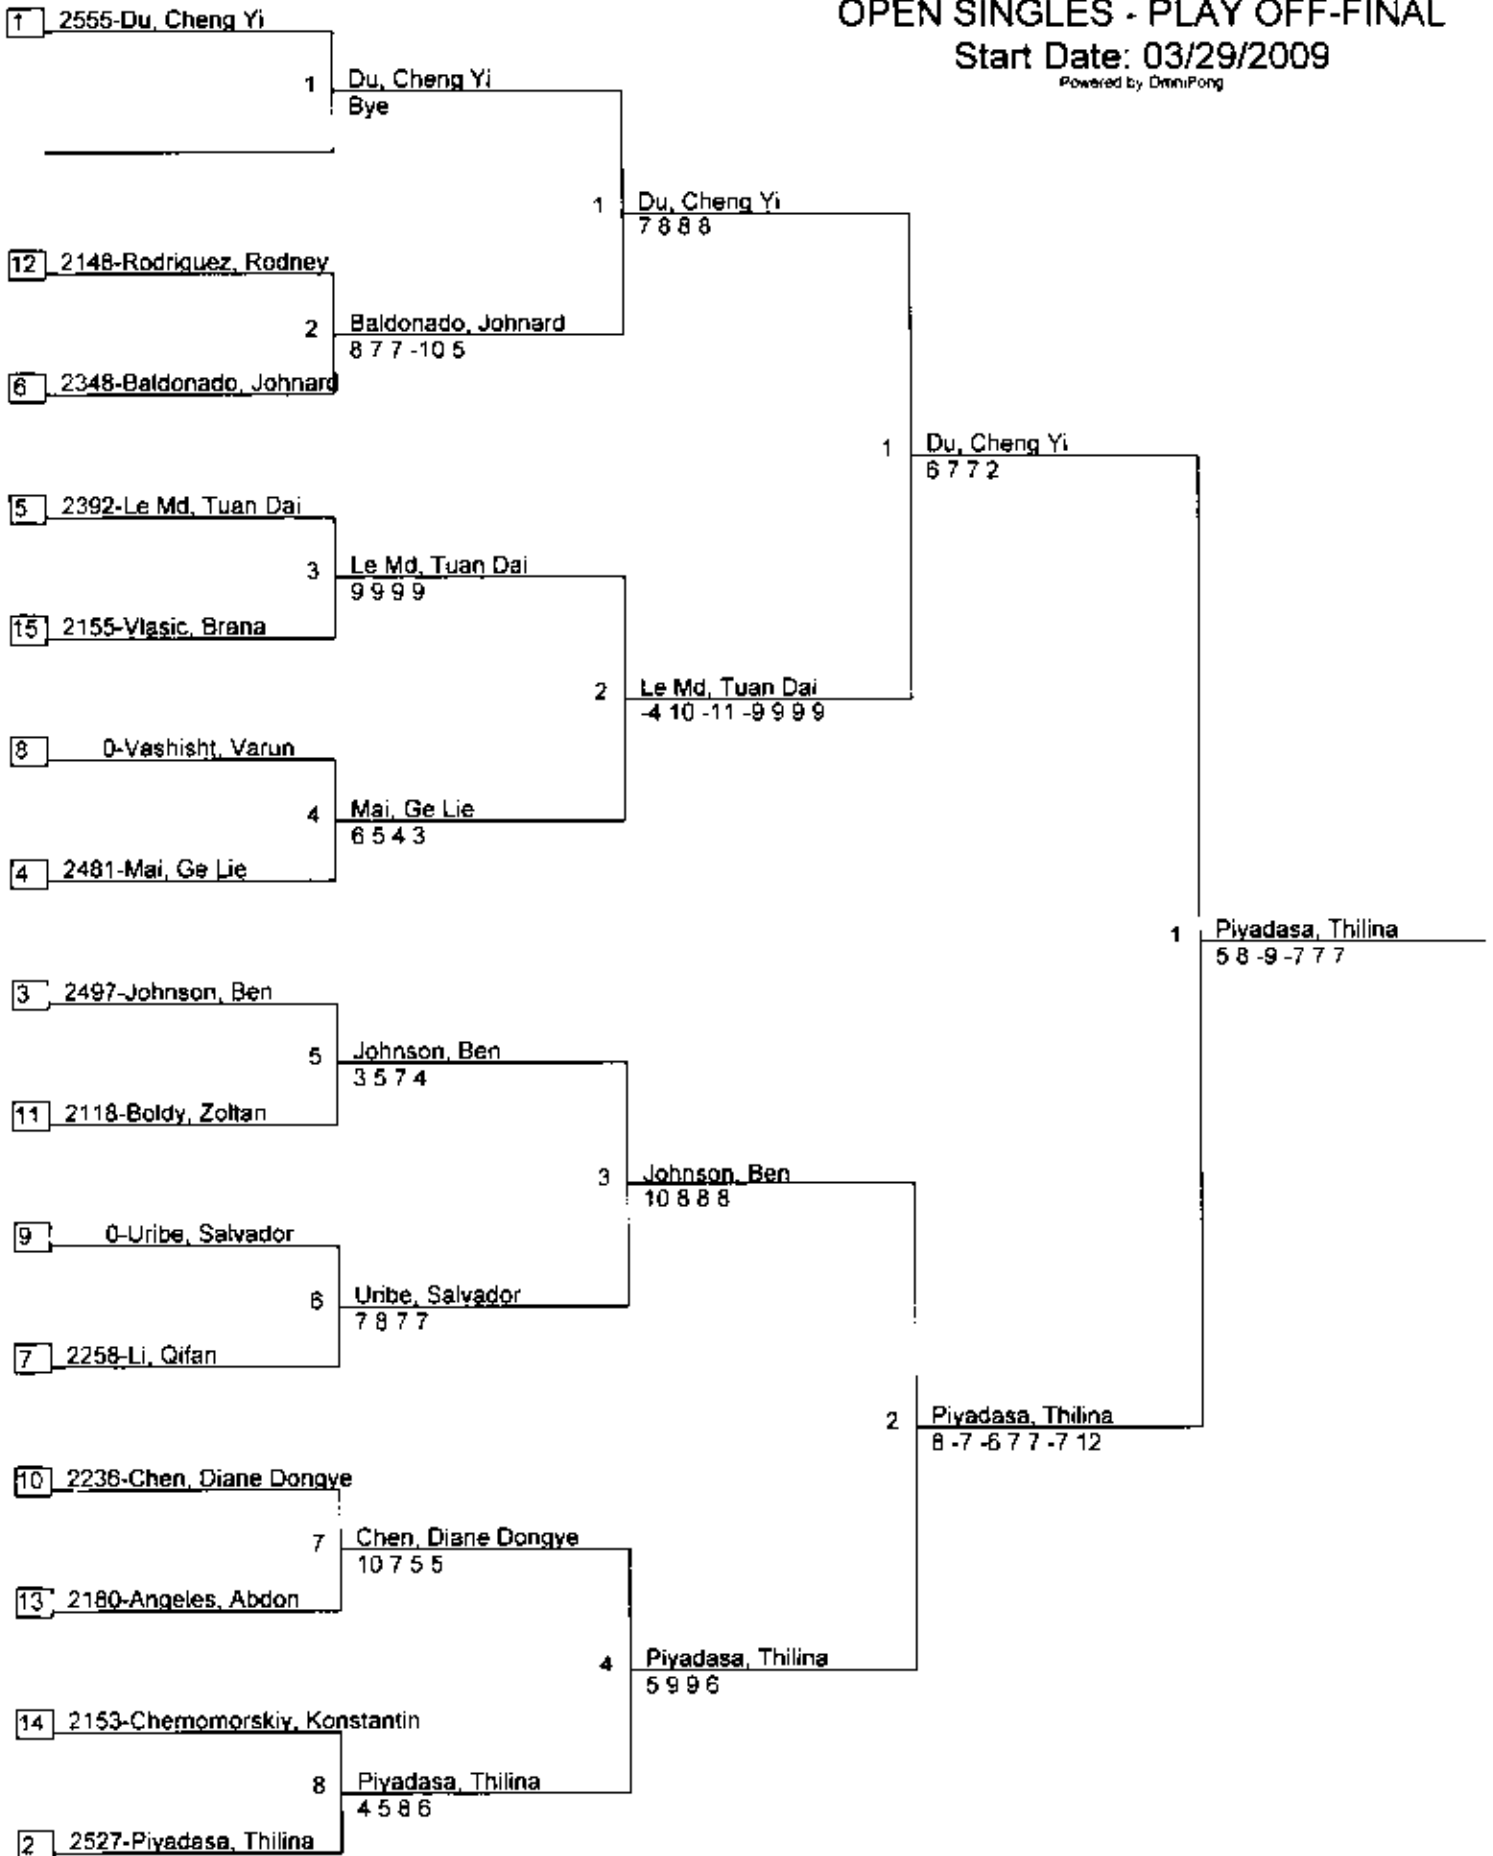 OPEN SINGLES - PLAY OFF-FINAL
Start Date: 03/29/2009
Powered by OmniPong
1 2555-Du, Cheng Yi
1 Du, Cheng Yi
Bye
1 Du, Cheng Yi
7 8 8 8
12 2148-Rodriguez, Rodney
2 Baldonado, Johnard
8 7 7 -10 5
6 2348-Baldonado, Johnard
1 Du, Cheng Yi
6 7 7 2
5 2392-Le Md, Tuan Dai
3 Le Md, Tuan Dai
9 9 9 9
15 2155-Vlasic, Brana
2 Le Md, Tuan Dai
-4 10 -11 -9 9 9 9
8 0-Vashisht, Varun
4 Mai, Ge Lie
6 5 4 3
4 2481-Mai, Ge Lie
1 Piyadasa, Thilina
5 8 -9 -7 7 7
3 2497-Johnson, Ben
5 Johnson, Ben
3 5 7 4
11 2118-Boldy, Zoltan
3 Johnson, Ben
10 8 8 8
9 0-Uribe, Salvador
6 Uribe, Salvador
7 8 7 7
7 2258-Li, Qifan
2 Piyadasa, Thilina
8 -7 -6 7 7 -7 12
10 2236-Chen, Diane Dongye
7 Chen, Diane Dongye
10 7 5 5
13 2180-Angeles, Abdon
4 Piyadasa, Thilina
5 9 9 6
14 2153-Chernomorskiy, Konstantin
8 Piyadasa, Thilina
4 5 8 6
2 2527-Piyadasa, Thilina